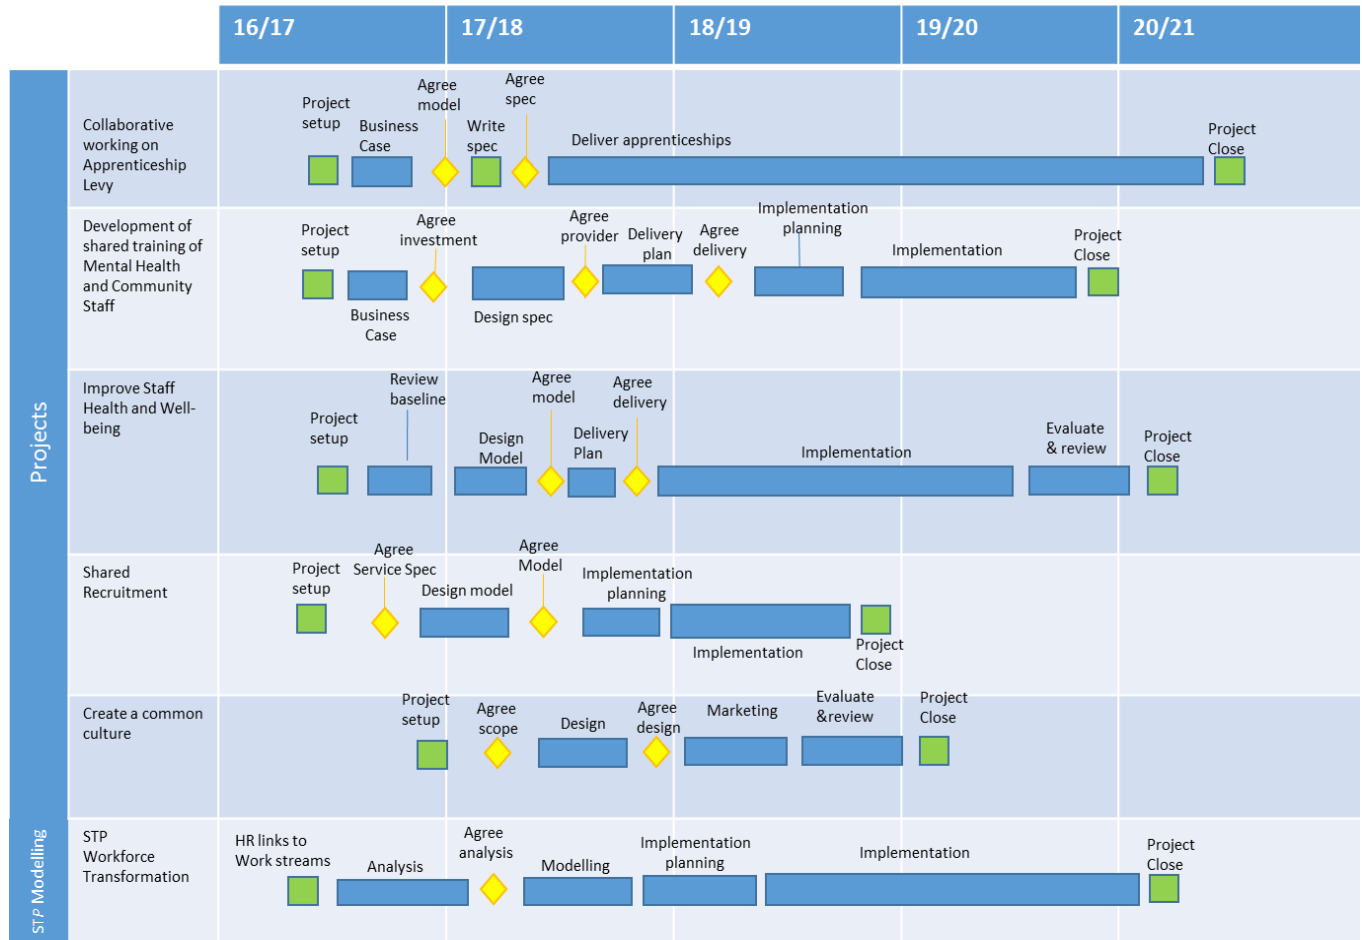 16/17
17/18
18/19
19/20
20/21
Projects
Collaborative
working on
Apprenticeship
Levy
Project
setup
Business
Case
Agree
model
Write
spec
Agree
spec
Deliver apprenticeships
Project
Close
Development of
shared training of
Mental Health
and Community
Staff
Project
setup
Business
Case
Agree
investment
Design spec
Agree
provider
Delivery
plan
Agree
delivery
Implementation
planning
Implementation
Project
Close
Improve Staff
Health and Well-
being
Project
setup
Review
baseline
Design
Model
Agree
model
Delivery
Plan
Agree
delivery
Implementation
Evaluate
& review
Project
Close
Shared
Recruitment
Project
setup
Agree
Service Spec
Design model
Agree
Model
Implementation
planning
Implementation
Project
Close
Create a common
culture
Project
setup
Agree
scope
Design
Agree
design
Marketing
Evaluate
&review
Project
Close
STP Modelling
STP
Workforce
Transformation
HR links to
Work streams
Analysis
Agree
analysis
Modelling
Implementation
planning
Implementation
Project
Close